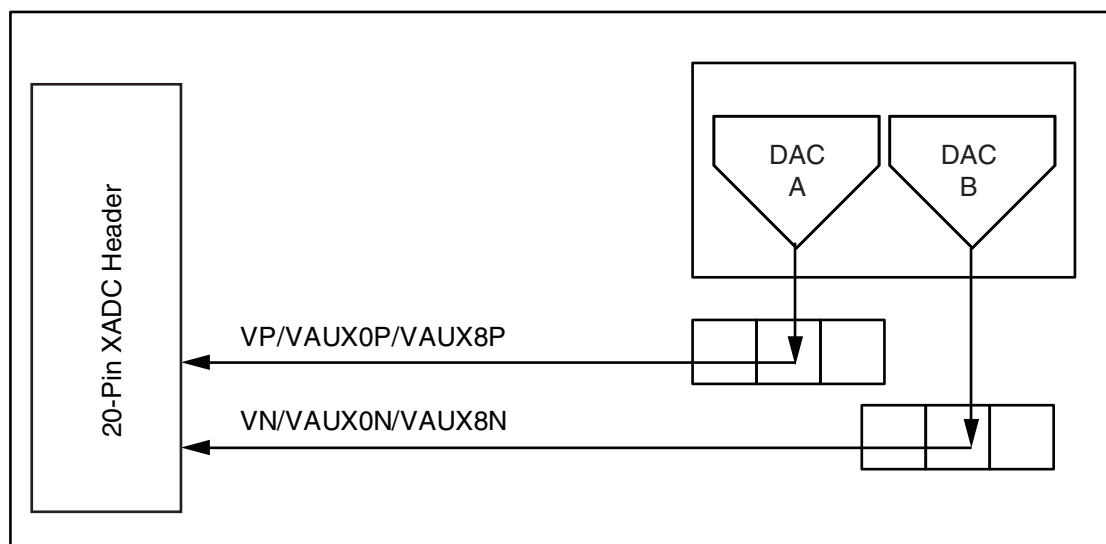 20-Pin XADC Header
DAC
A
DAC
B
VP/VAUX0P/VAUX8P
VN/VAUX0N/VAUX8N